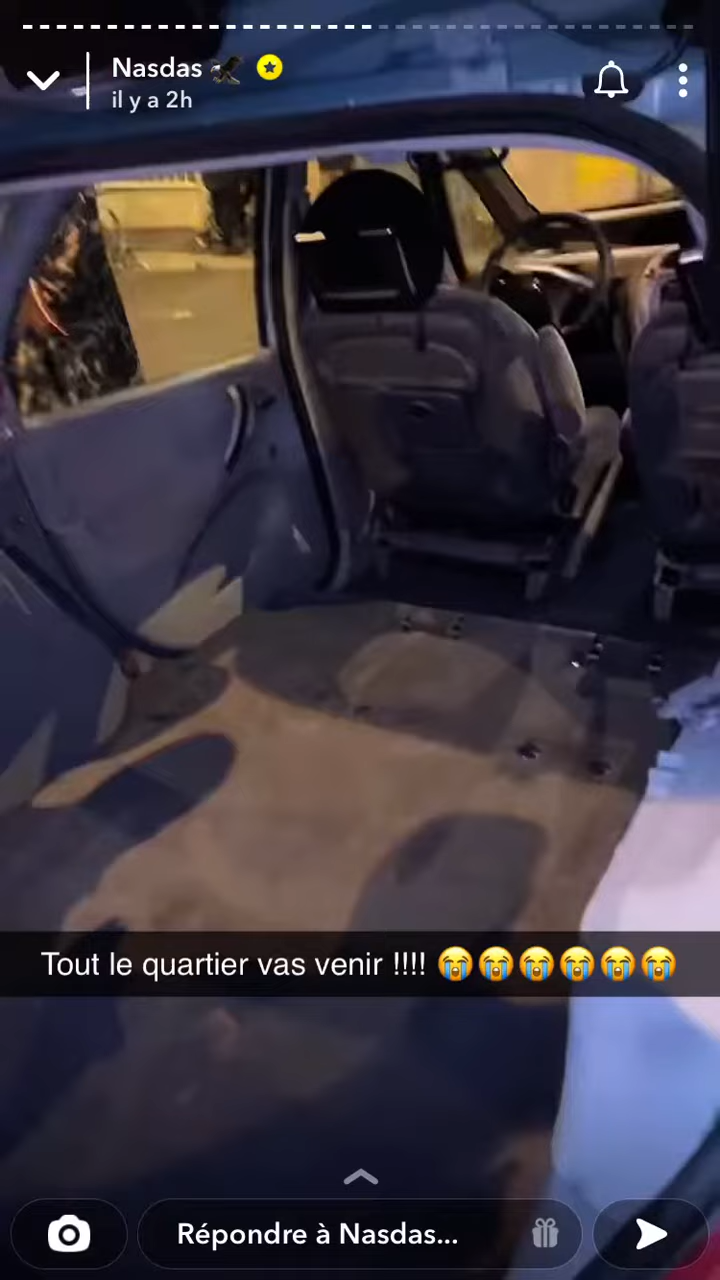 Nasdas 🦅
il y a 2h
Tout le quartier vas venir !!!! 😭😭😭😭😭😭
Répondre à Nasdas...